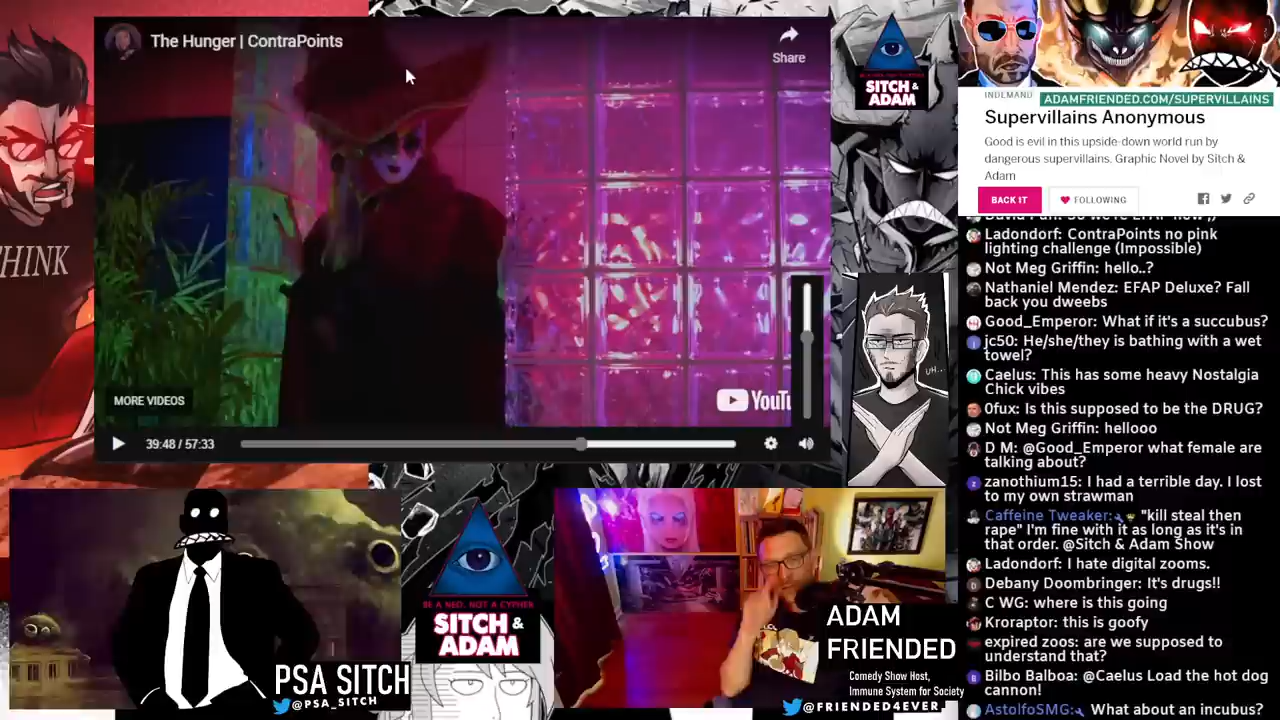 The Hunger | ContraPoints
Share
MORE VIDEOS
39:48 / 57:33
THINK
SITCH &
ADAM
UH..
INDEMAND
ADAMFRIENDED.COM/SUPERVILLAINS
Supervillains Anonymous
Good is evil in this upside-down world run by
dangerous supervillains. Graphic Novel by Sitch &
Adam
BACK IT
FOLLOWING
Ladondorf: ContraPoints no pink
lighting challenge (Impossible)
Not Meg Griffin: hello..?
Nathaniel Mendez: EFAP Deluxe? Fall
back you dweebs
Good_Emperor: What if it's a succubus?
jc50: He/she/they is bathing with a wet
towel?
Caelus: This has some heavy Nostalgia
Chick vibes
0fux: Is this supposed to be the DRUG?
Not Meg Griffin: hellooo
D M: @Good_Emperor what female are
talking about?
zanothium15: I had a terrible day. I lost
to my own strawman
Caffeine Tweaker: "kill steal then
rape" I'm fine with it as long as it's in
that order. @Sitch & Adam Show
Ladondorf: I hate digital zooms.
Debany Doombringer: It's drugs!!
C WG: where is this going
Kroraptor: this is goofy
expired zoos: are we supposed to
understand that?
Bilbo Balboa: @Caelus Load the hot dog
cannon!
AstolfoSMG: What about an incubus?
PSA SITCH
@PSA_SITCH
BE A NEO, NOT A CYPHER
SITCH &
ADAM
ADAM
FRIENDED
Comedy Show Host,
Immune System for Society
@FRIENDED4EVER